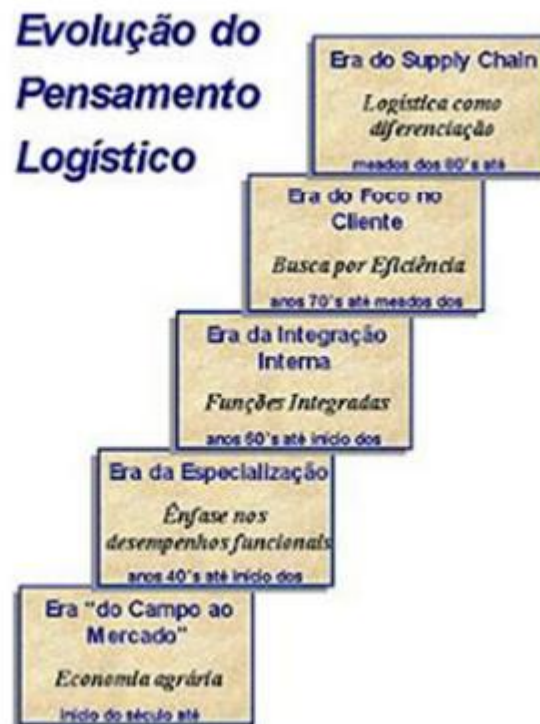 Evolução do
Pensamento
Logístico
Era do Supply Chain
Logística como
diferenciação
meados dos 80's até
Era do Foco no
Cliente
Busca por Eficiência
anos 70's até meados dos
Era da Integração
Interna
Funções Integradas
anos 60's até início dos
Era da Especialização
Ênfase nos
desempenhos funcionais
anos 40's até início dos
Era "do Campo ao
Mercado"
Economia agrária
início do século até